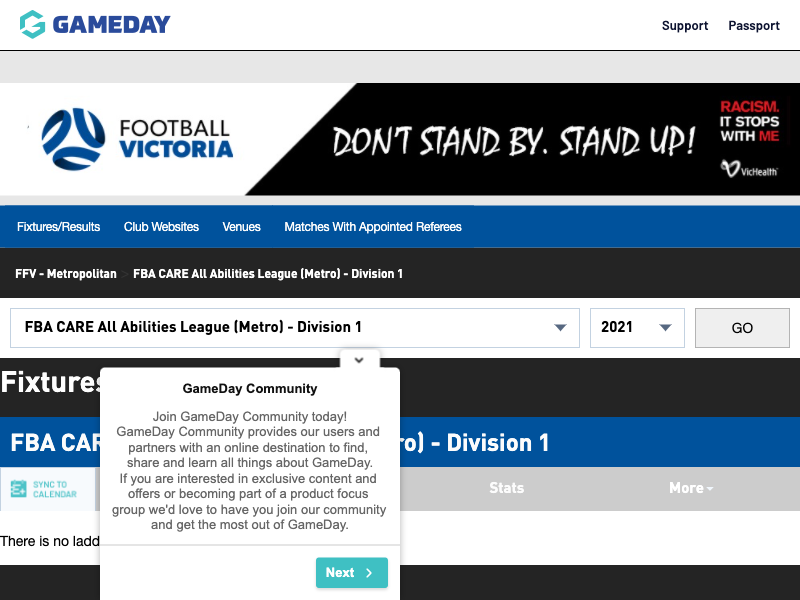 GAMEDAY
Support
Passport
FOOTBALL
VICTORIA
DON'T STAND BY. STAND UP!
RACISM.
IT STOPS
WITH ME
VicHealth
Fixtures/Results
Club Websites
Venues
Matches With Appointed Referees
FFV - Metropolitan
FBA CARE All Abilities League (Metro) - Division 1
FBA CARE All Abilities League (Metro) - Division 1
2021
GO
Fixtures
GameDay Community
Join GameDay Community today!
GameDay Community provides our users and
partners with an online destination to find,
share and learn all things about GameDay.
If you are interested in exclusive content and
offers or becoming part of a product focus
group we'd love to have you join our community
and get the most out of GameDay.
Next
FBA CAR
ro) - Division 1
SYNC TO
CALENDAR
Stats
More
There is no ladd